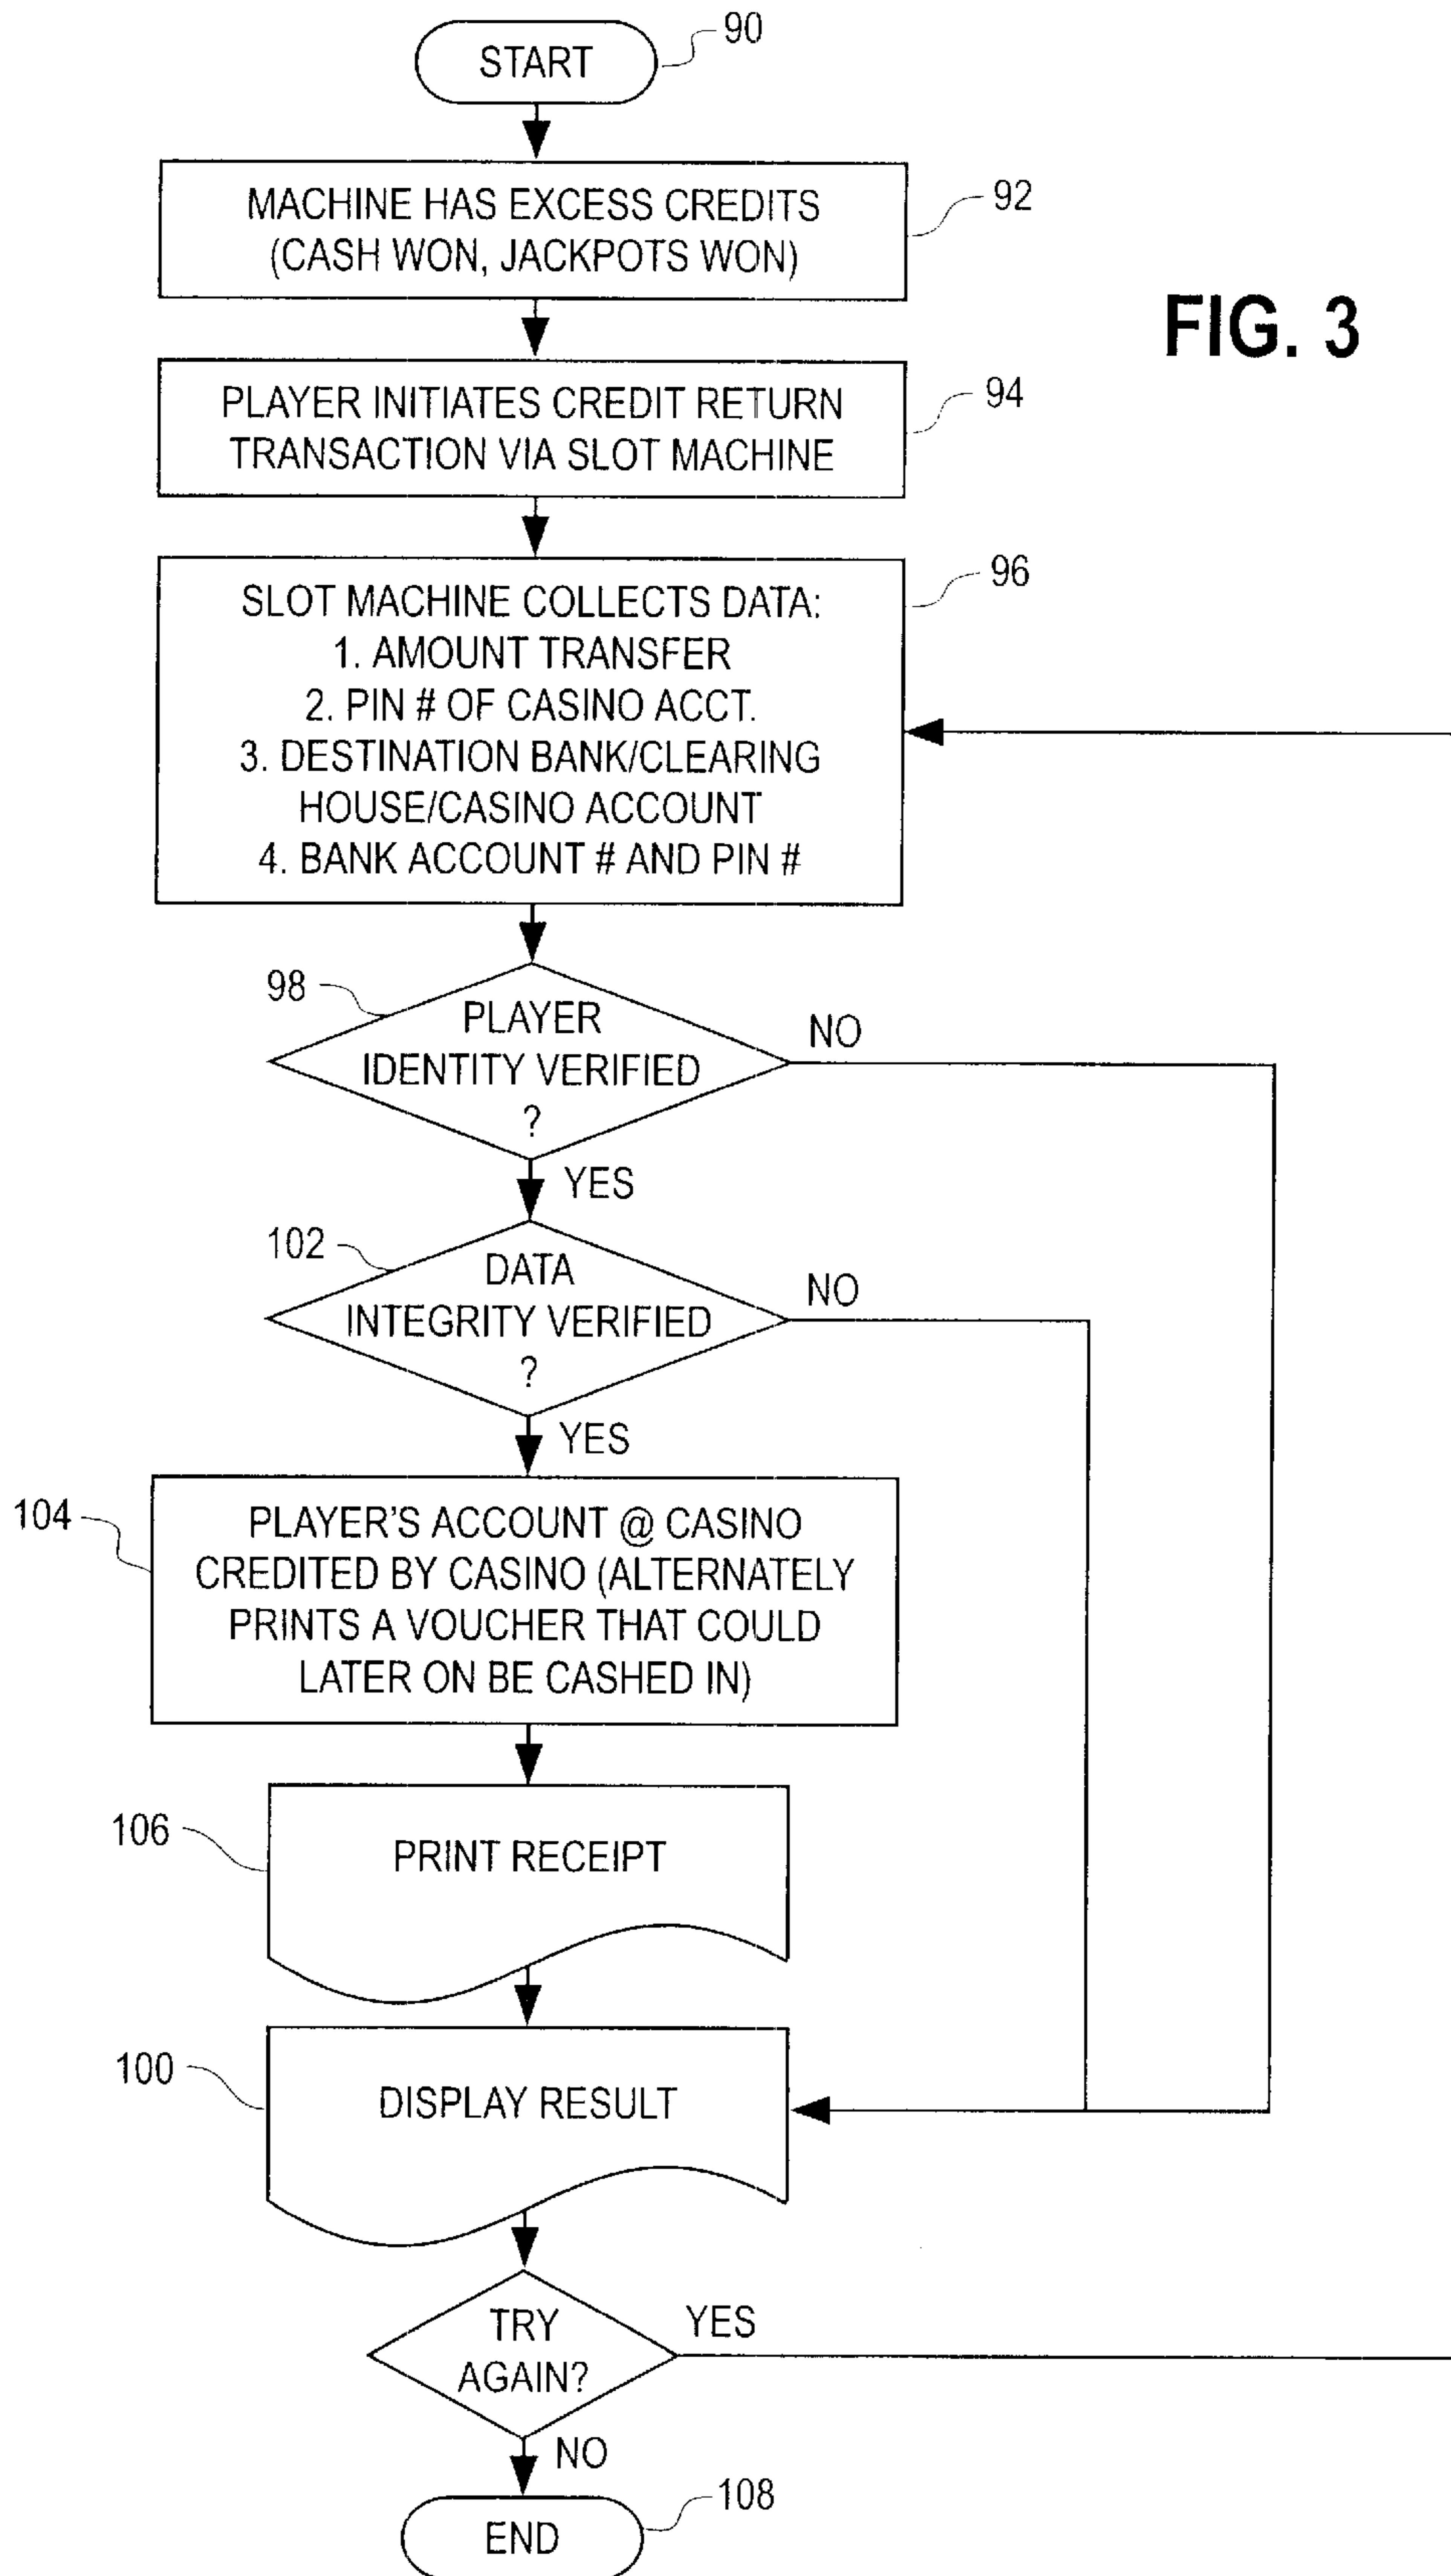 START
90
MACHINE HAS EXCESS CREDITS
(CASH WON, JACKPOTS WON)
92
FIG. 3
PLAYER INITIATES CREDIT RETURN
TRANSACTION VIA SLOT MACHINE
94
SLOT MACHINE COLLECTS DATA:
1. AMOUNT TRANSFER
2. PIN # OF CASINO ACCT.
3. DESTINATION BANK/CLEARING
HOUSE/CASINO ACCOUNT
4. BANK ACCOUNT # AND PIN #
96
98
PLAYER
IDENTITY VERIFIED
?
NO
YES
102
DATA
INTEGRITY VERIFIED
?
NO
YES
104
PLAYER'S ACCOUNT @ CASINO
CREDITED BY CASINO (ALTERNATELY
PRINTS A VOUCHER THAT COULD
LATER ON BE CASHED IN)
106
PRINT RECEIPT
100
DISPLAY RESULT
TRY
AGAIN?
YES
NO
END
108